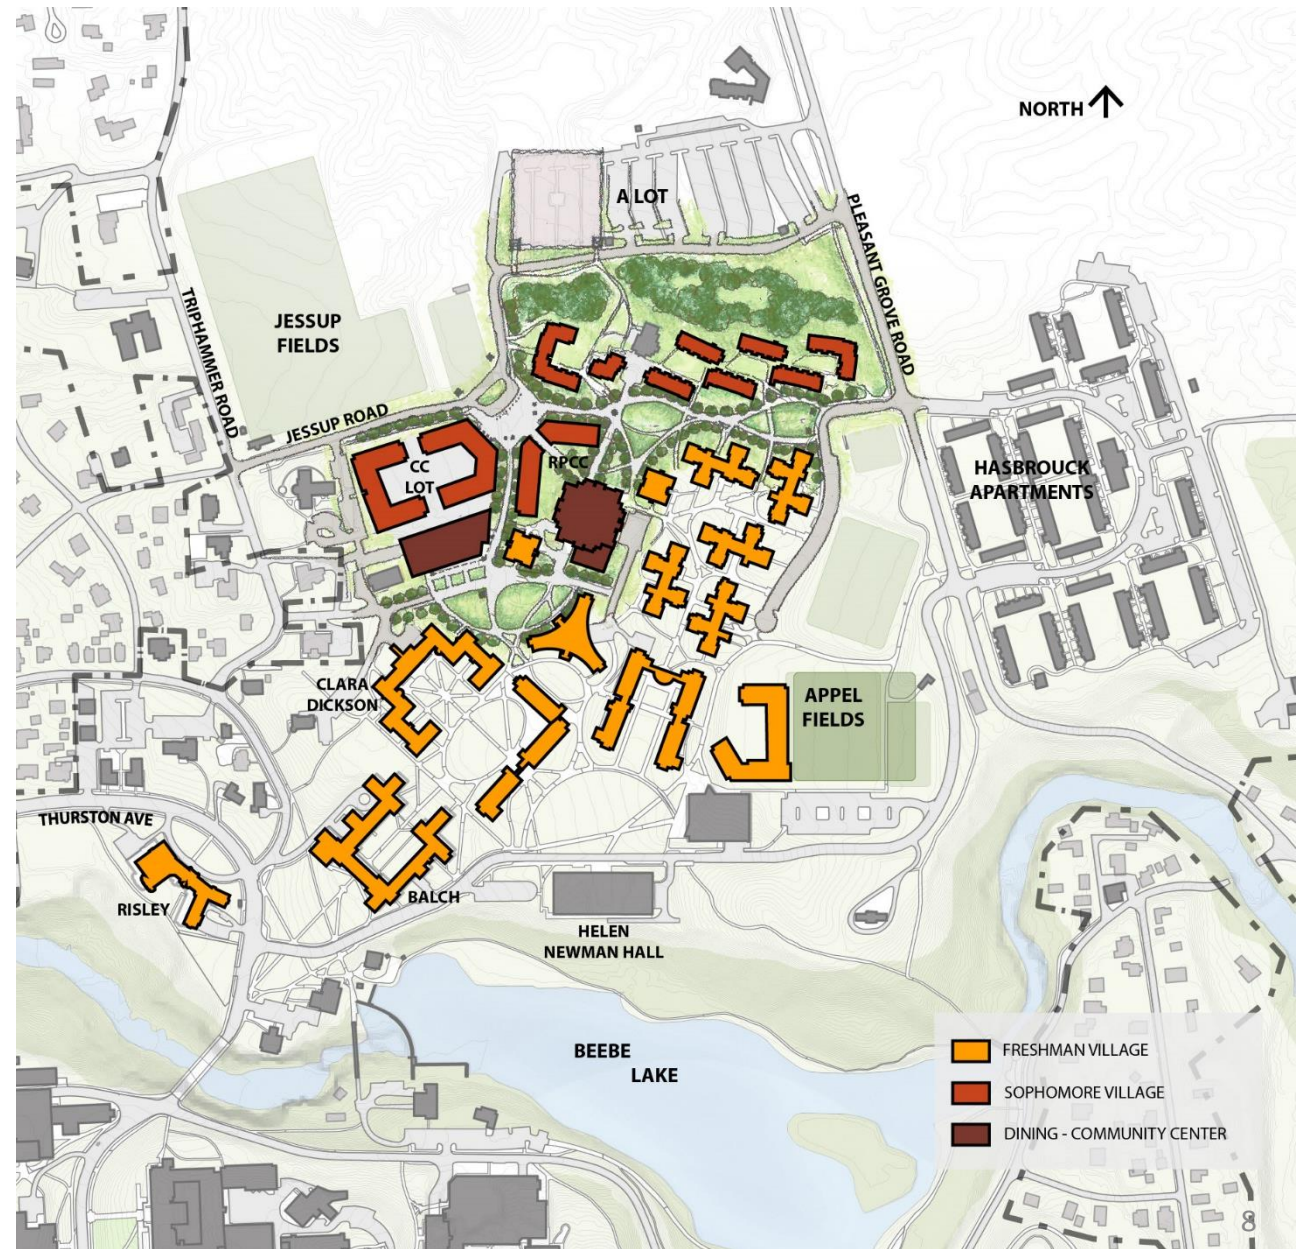 NORTH
A LOT
PLEASANT GROVE ROAD
TRIPHAMMER ROAD
JESSUP
FIELDS
JESSUP ROAD
CC
LOT
RPCC
HASBROUCK
APARTMENTS
CLARA
DICKSON
APPEL
FIELDS
THURSTON AVE
RISLEY
BALCH
HELEN
NEWMAN HALL
BEEBE
LAKE
FRESHMAN VILLAGE
SOPHOMORE VILLAGE
DINING - COMMUNITY CENTER